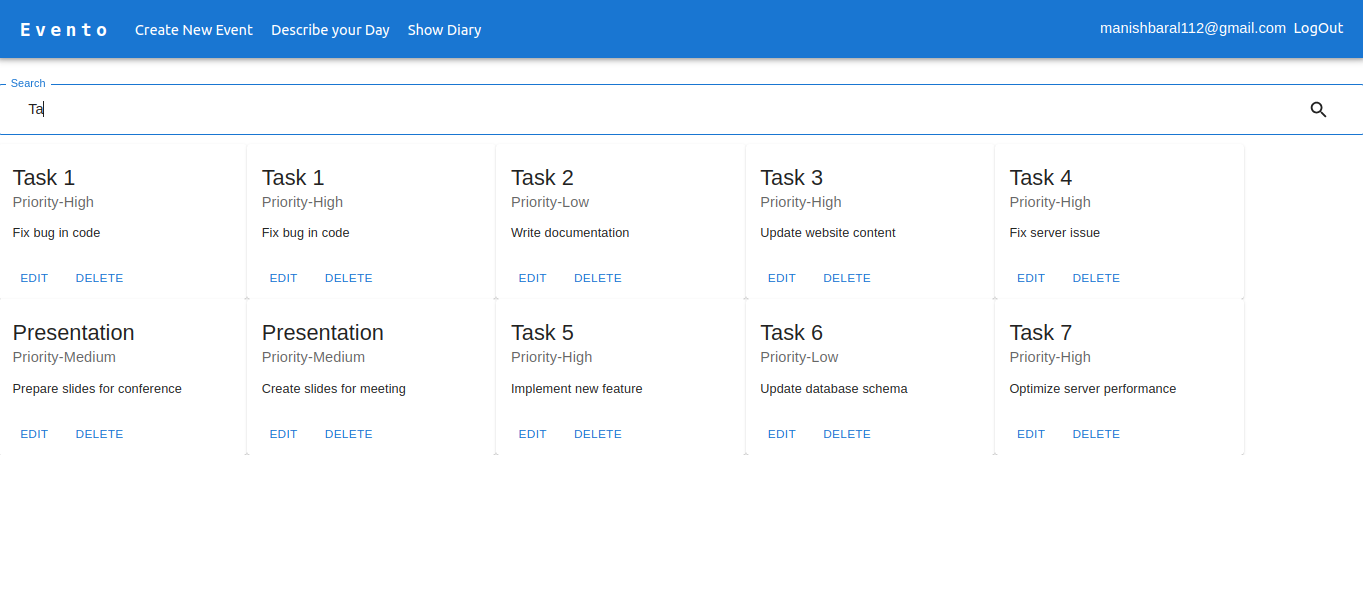 Evento Create New Event Describe your Day Show Diary manishbaral112@gmail.com LogOut
Search
Ta
Task 1 Task 1 Task 2 Task 3 Task 4
Priority-High Priority-High Priority-Low Priority-High Priority-High
Fix bug in code Fix bug in code Write documentation Update website content Fix server issue
EDIT DELETE EDIT DELETE EDIT DELETE EDIT DELETE EDIT DELETE
Presentation Presentation Task 5 Task 6 Task 7
Priority-Medium Priority-Medium Priority-High Priority-Low Priority-High
Prepare slides for conference Create slides for meeting Implement new feature Update database schema Optimize server performance
EDIT DELETE EDIT DELETE EDIT DELETE EDIT DELETE EDIT DELETE